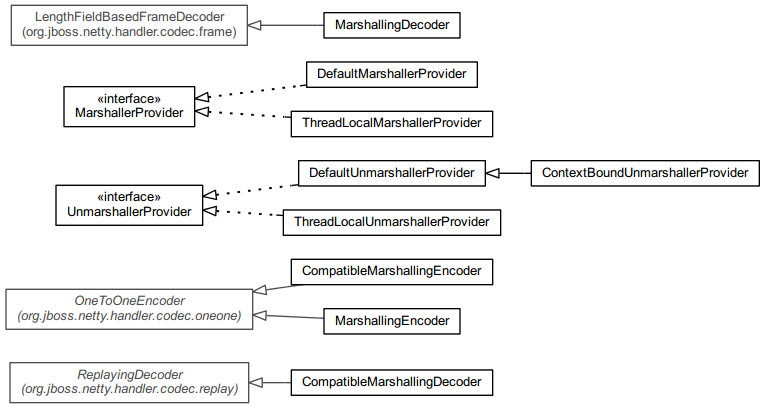 LengthFieldBasedFrameDecoder
(org.jboss.netty.handler.codec.frame)
MarshallingDecoder
«interface»
MarshallerProvider
DefaultMarshallerProvider
ThreadLocalMarshallerProvider
«interface»
UnmarshallerProvider
DefaultUnmarshallerProvider
ContextBoundUnmarshallerProvider
ThreadLocalUnmarshallerProvider
OneToOneEncoder
(org.jboss.netty.handler.codec.oneone)
CompatibleMarshallingEncoder
MarshallingEncoder
ReplayingDecoder
(org.jboss.netty.handler.codec.replay)
CompatibleMarshallingDecoder